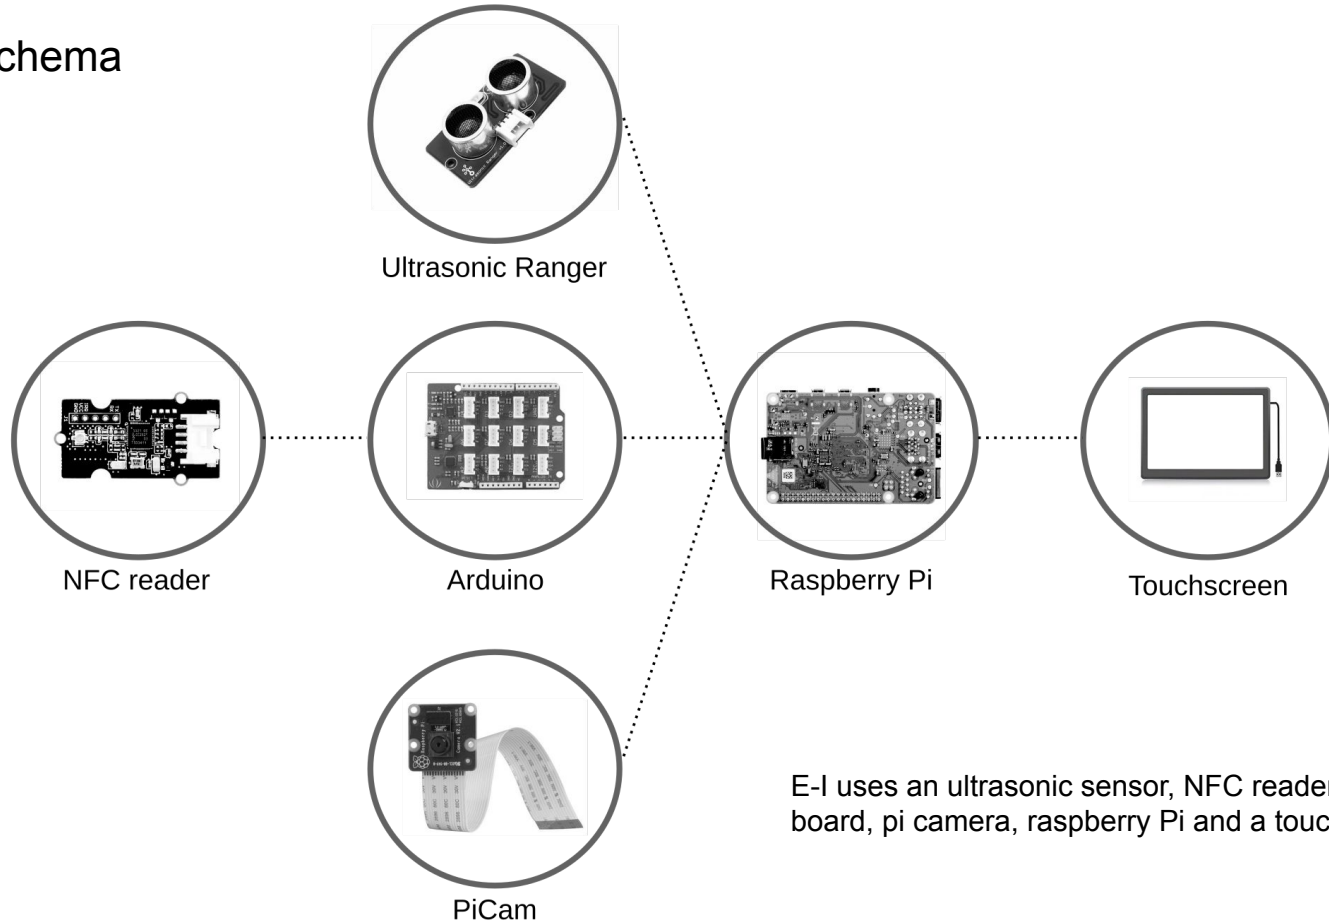 chema
Ultrasonic Ranger
NFC reader
Arduino
Raspberry Pi
Touchscreen
PiCam
E-I uses an ultrasonic sensor, NFC reader
board, pi camera, raspberry Pi and a touc